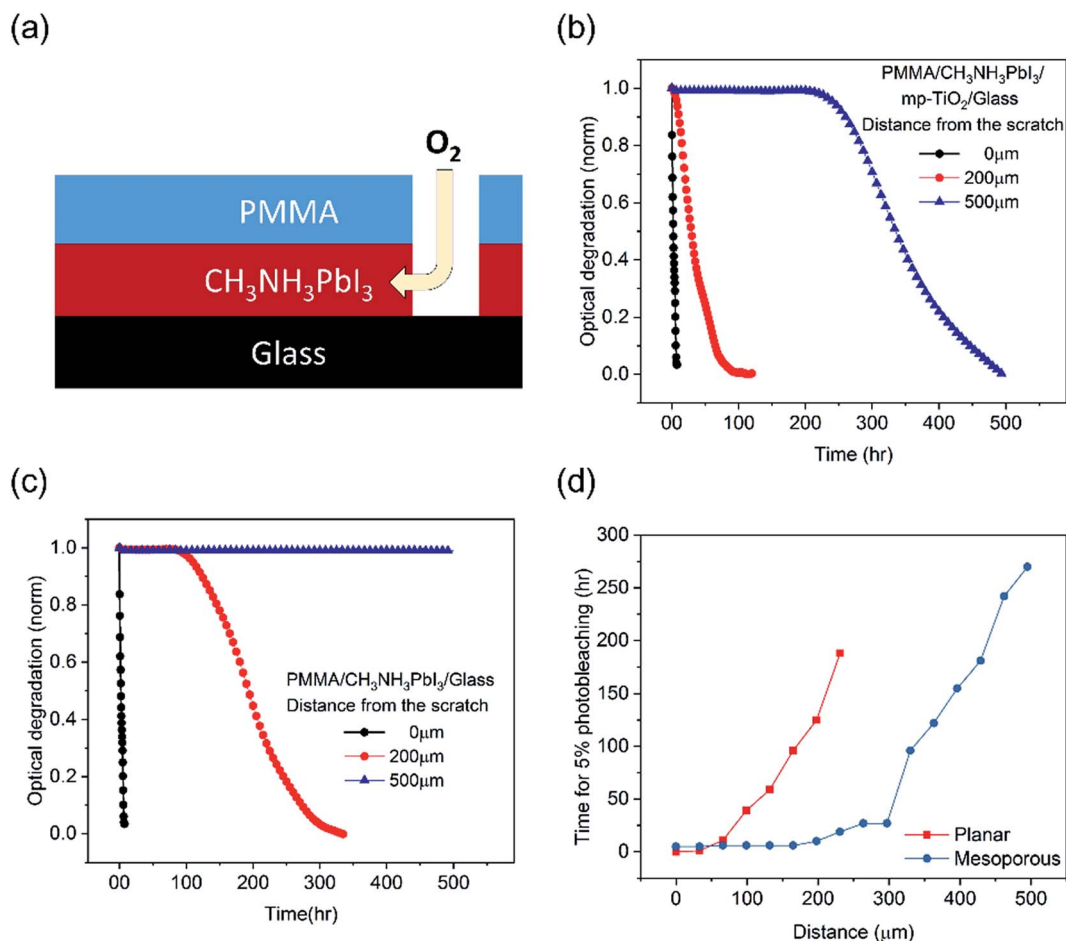 (a)
O₂
PMMA
CH₃NH₃PbI₃
Glass
(b)
Optical degradation (norm)
1.0
0.8
0.6
0.4
0.2
0.0
PMMA/CH₃NH₃PbI₃/
mp-TiO₂/Glass
Distance from the scratch
0μm
200μm
500μm
00 100 200 300 400 500
Time (hr)
(c)
Optical degradation (norm)
1.0
0.8
0.6
0.4
0.2
0.0
PMMA/CH₃NH₃PbI₃/Glass
Distance from the scratch
0μm
200μm
500μm
00 100 200 300 400 500
Time(hr)
(d)
Time for 5% photobleaching (hr)
300
250
200
150
100
50
0
Planar
Mesoporous
0 100 200 300 400 500
Distance (μm)